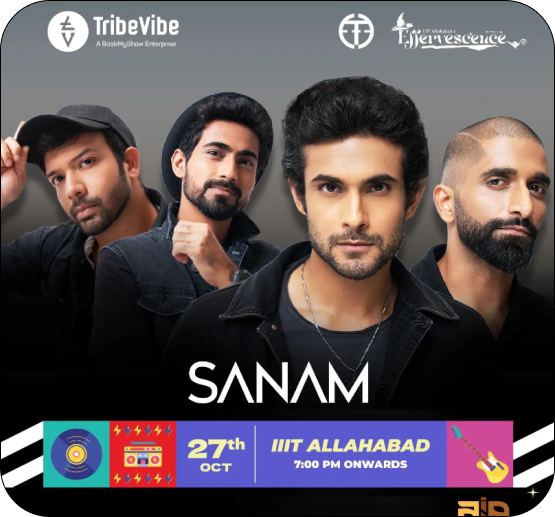 TribeVibe
A BookMyShow Enterprise
IIIT Allahabad's
Effervescence
SANAM
27th
OCT
IIIT ALLAHABAD
7:00 PM ONWARDS